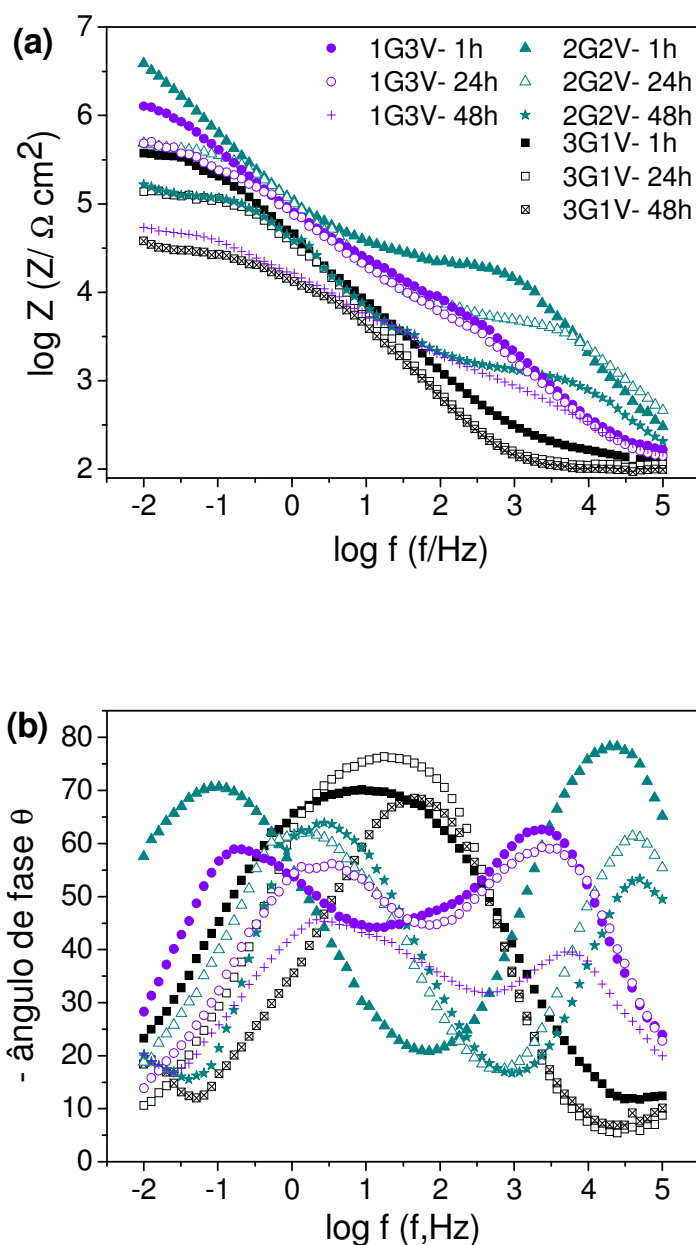 (a)
7
6
5
4
3
2
log Z (Z/ Ω cm²)
1G3V- 1h
1G3V- 24h
1G3V- 48h
2G2V- 1h
2G2V- 24h
2G2V- 48h
3G1V- 1h
3G1V- 24h
3G1V- 48h
-2 -1 0 1 2 3 4 5
log f (f/Hz)
(b)
80
70
60
50
40
30
20
10
0
- ângulo de fase θ
-2 -1 0 1 2 3 4 5
log f (f,Hz)